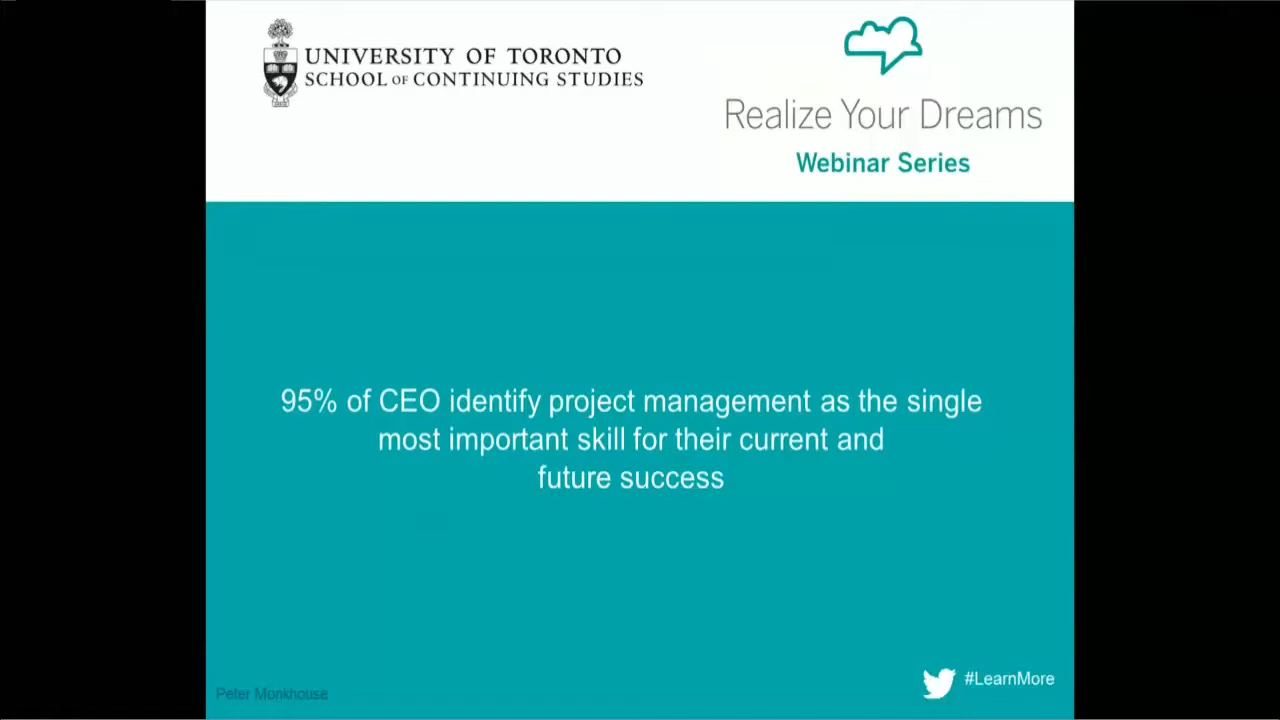 UNIVERSITY OF TORONTO
SCHOOL OF CONTINUING STUDIES
Realize Your Dreams
Webinar Series
95% of CEO identify project management as the single
most important skill for their current and
future success
#LearnMore
Peter Monkhouse